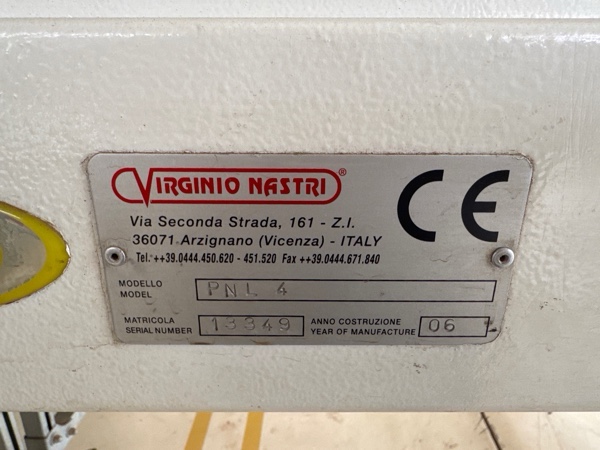 VIRGINIO NASTRI®
CE
Via Seconda Strada, 161 - Z.I.
36071 Arzignano (Vicenza) - ITALY
Tel. ++39.0444.450.620 - 451.520 Fax ++39.0444.671.840
MODELLO
MODEL
PNL 4
MATRICOLA
SERIAL NUMBER
13349
ANNO COSTRUZIONE
YEAR OF MANUFACTURE
06